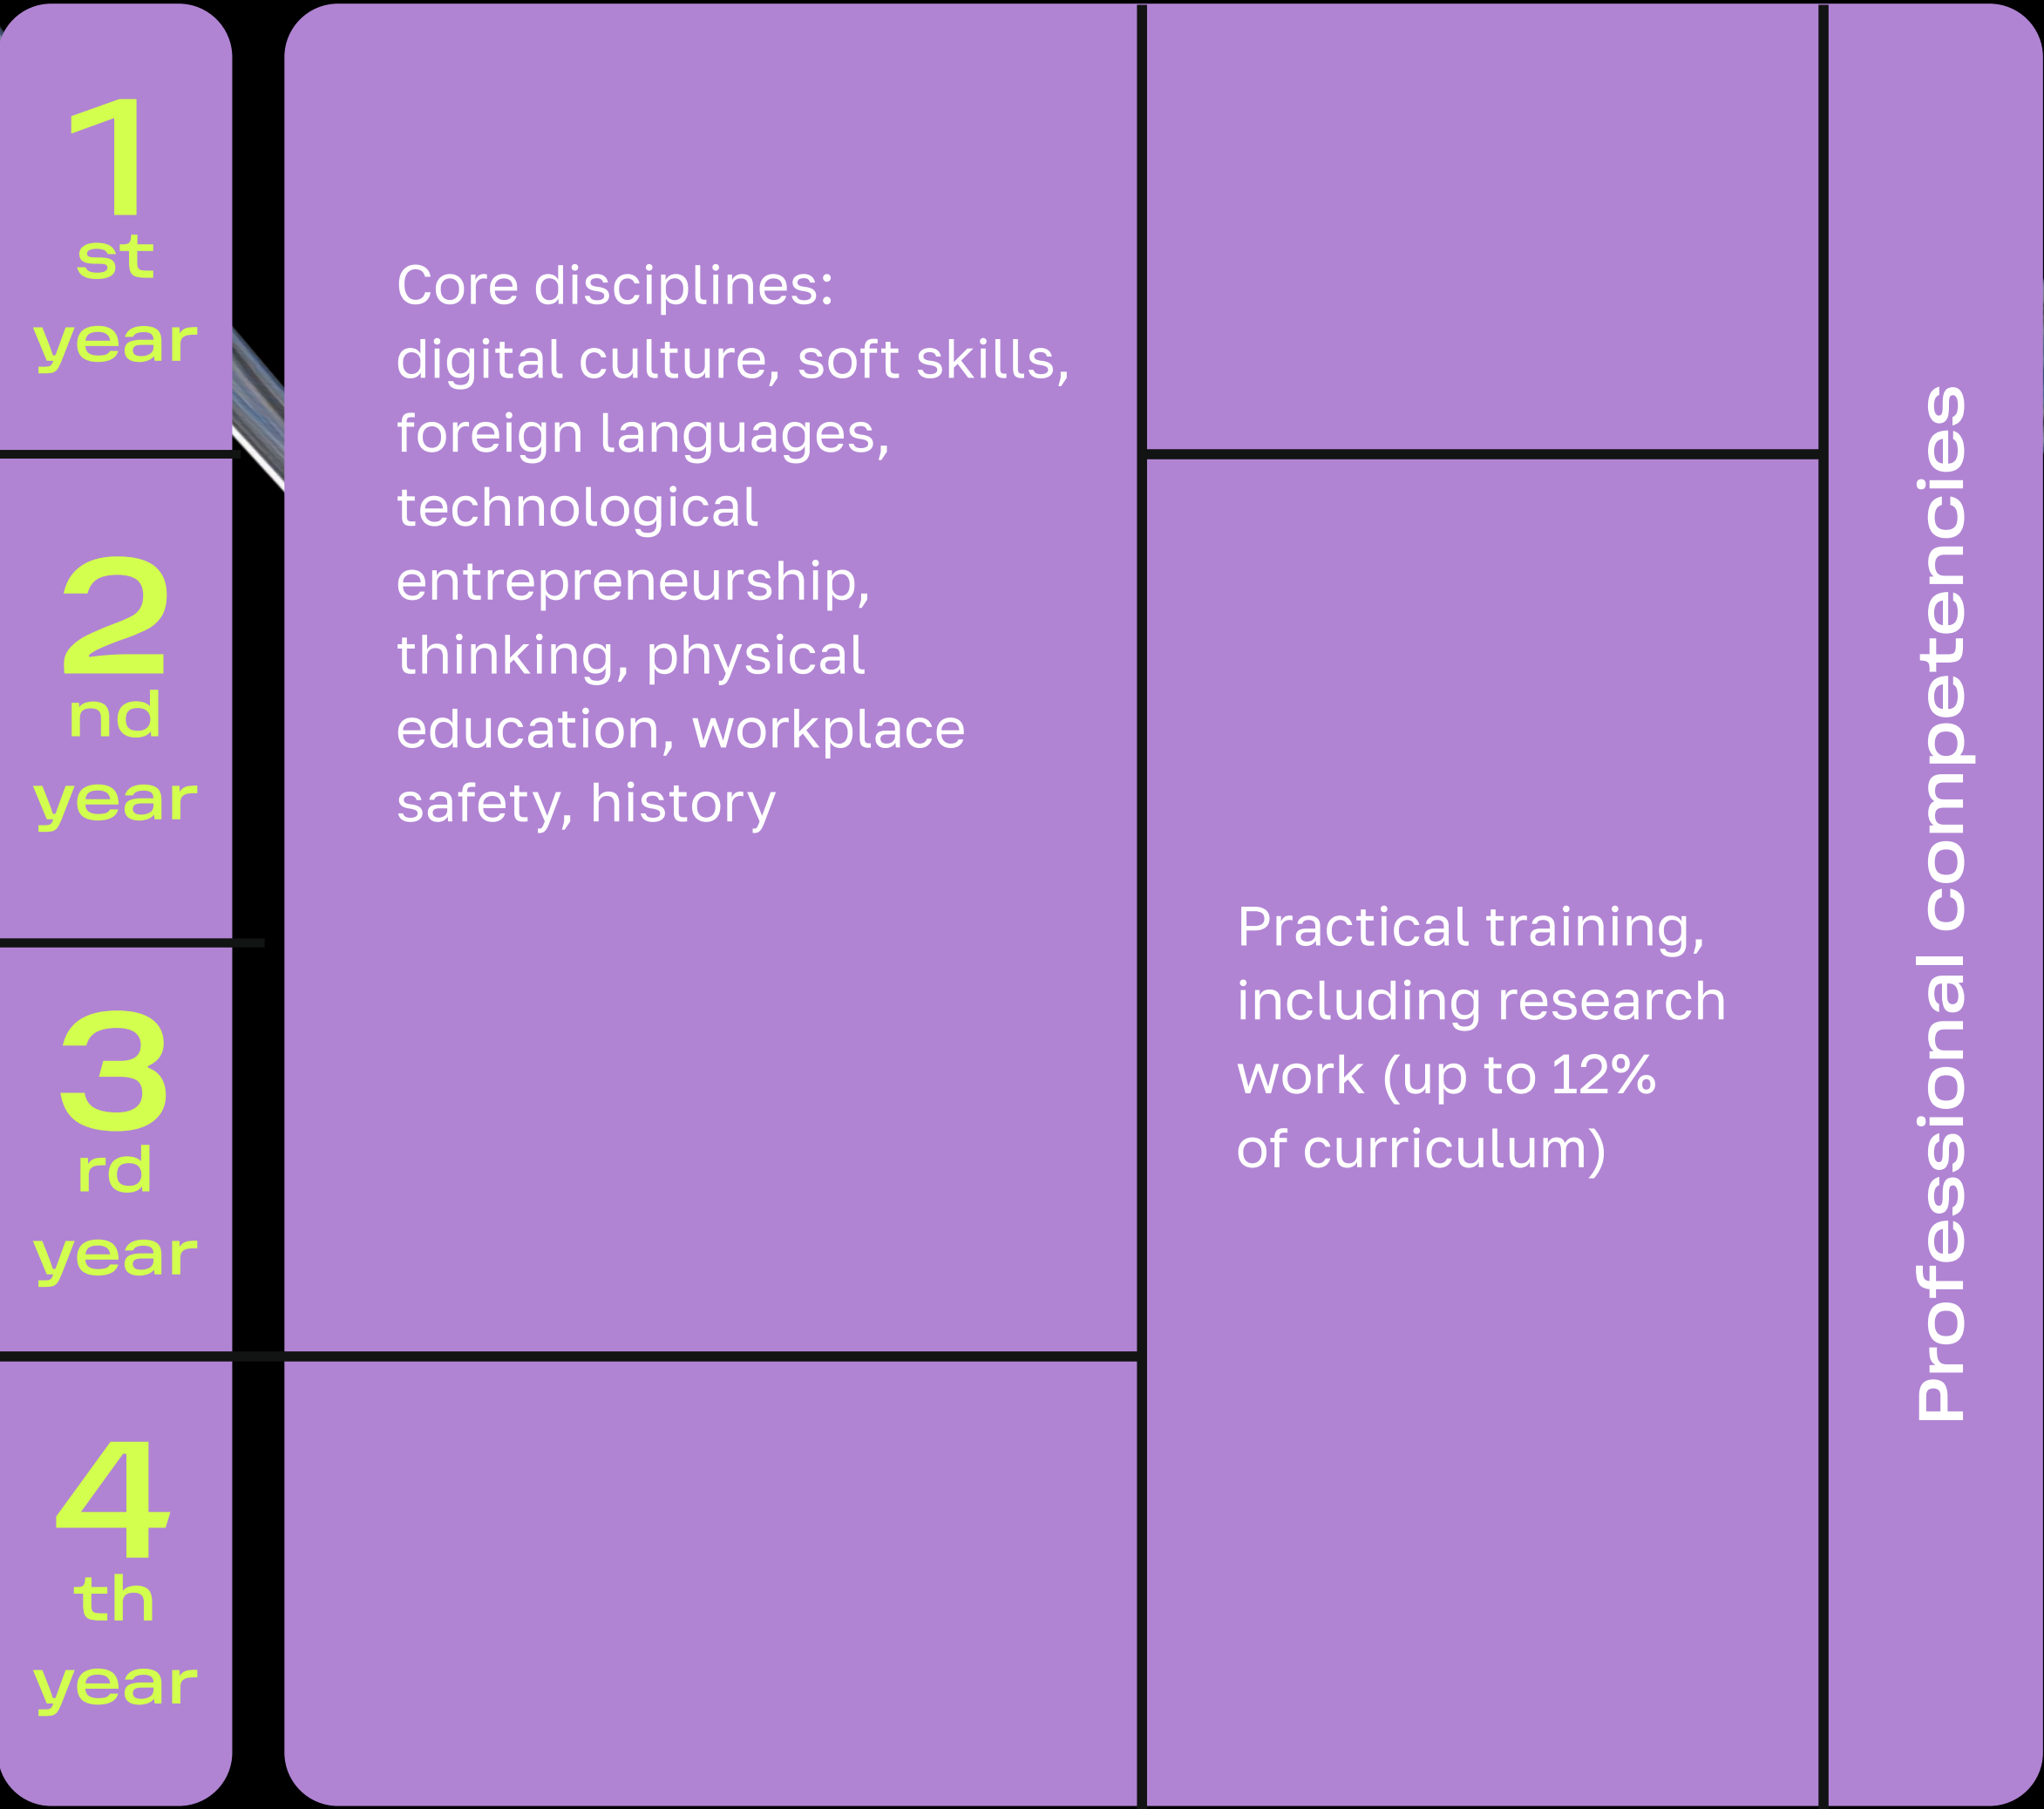 1
st
year
2
nd
year
3
rd
year
4
th
year
Core disciplines:
digital culture, soft skills,
foreign languages,
technological
entrepreneurship,
thinking, physical
education, workplace
safety, history
Practical training,
including research
work (up to 12%
of curriculum)
Professional competencies